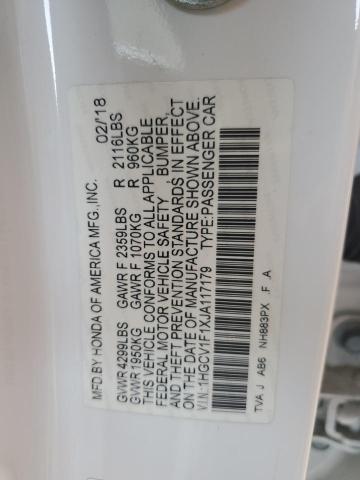 MFD BY HONDA OF AMERICA MFG.,INC. 02/'18
GVWR 4299LBS GAWR F 2359LBS R 2116LBS
GVWR 1950KG GAWR F 1070KG R 960KG
THIS VEHICLE CONFORMS TO ALL APPLICABLE
FEDERAL MOTOR VEHICLE SAFETY, BUMPER,
AND THEFT PREVENTION STANDARDS IN EFFECT
ON THE DATE OF MANUFACTURE SHOWN ABOVE.
V.I.N.:1HGCV1F1XJA117179 TYPE:PASSENGER CAR
TVA J AB6 NH883PX .F .A